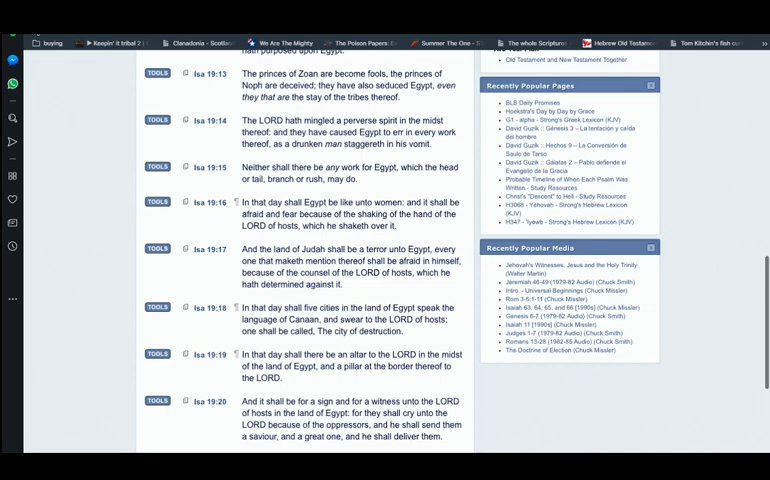 buying
Keepin' it tribal 2 (
Clanadonia - Scotlan
We Are The Mighty
The Poison Papers: E
Summer The One - S
The whole Scripture
Hebrew Old Testame
Tom Kitchin's fish cu
»
hath purposed upon Egypt.
TOOLS Isa 19:13 The princes of Zoan are become fools, the princes of
Noph are deceived; they have also seduced Egypt, even
they that are the stay of the tribes thereof.
TOOLS Isa 19:14 The LORD hath mingled a perverse spirit in the midst
thereof: and they have caused Egypt to err in every work
thereof, as a drunken man staggereth in his vomit.
TOOLS Isa 19:15 Neither shall there be any work for Egypt, which the head
or tail, branch or rush, may do.
TOOLS Isa 19:16 ¶ In that day shall Egypt be like unto women: and it shall be
afraid and fear because of the shaking of the hand of the
LORD of hosts, which he shaketh over it.
TOOLS Isa 19:17 And the land of Judah shall be a terror unto Egypt, every
one that maketh mention thereof shall be afraid in himself,
because of the counsel of the LORD of hosts, which he
hath determined against it.
TOOLS Isa 19:18 ¶ In that day shall five cities in the land of Egypt speak the
language of Canaan, and swear to the LORD of hosts;
one shall be called, The city of destruction.
TOOLS Isa 19:19 ¶ In that day shall there be an altar to the LORD in the midst
of the land of Egypt, and a pillar at the border thereof to
the LORD.
TOOLS Isa 19:20 And it shall be for a sign and for a witness unto the LORD
of hosts in the land of Egypt: for they shall cry unto the
LORD because of the oppressors, and he shall send them
a saviour, and a great one, and he shall deliver them.
Old Testament and New Testament Together
Recently Popular Pages
BLB Daily Promises
Hoekstra's Day by Day by Grace
G1 - alpha - Strong's Greek Lexicon
(KJV)
David Guzik :: Génesis 3 – La tentación y caída
del hombre
David Guzik :: Hechos 9 – La Conversión de
Saulo de Tarso
David Guzik :: Gálatas 2 – Pablo defiende el
Evangelio de la Gracia
Probable Timeline of When Each Psalm Was
Written - Study Resources
Christ's "Descent" to Hell - Study Resources
H3068 - Yᵊhovah - Strong's Hebrew Lexicon
(KJV)
H347 - 'Iyowb - Strong's Hebrew Lexicon (KJV)
Recently Popular Media
Jehovah's Witnesses, Jesus and the Holy Trinity
(Walter Martin)
Jeremiah 46-49 (1979-82 Audio) (Chuck Smith)
Intro. - Universal Beginnings (Chuck Missler)
Rom 3-5:1-11 (Chuck Missler)
Isaiah 63, 64, 65, and 66 [1990s] (Chuck Missler)
Genesis 6-7 (1979-82 Audio) (Chuck Smith)
Isaiah 11 [1990s] (Chuck Missler)
Judges 1-7 (1979-82 Audio) (Chuck Smith)
Romans 13-28 (1982-85 Audio) (Chuck Smith)
The Doctrine of Election (Chuck Missler)